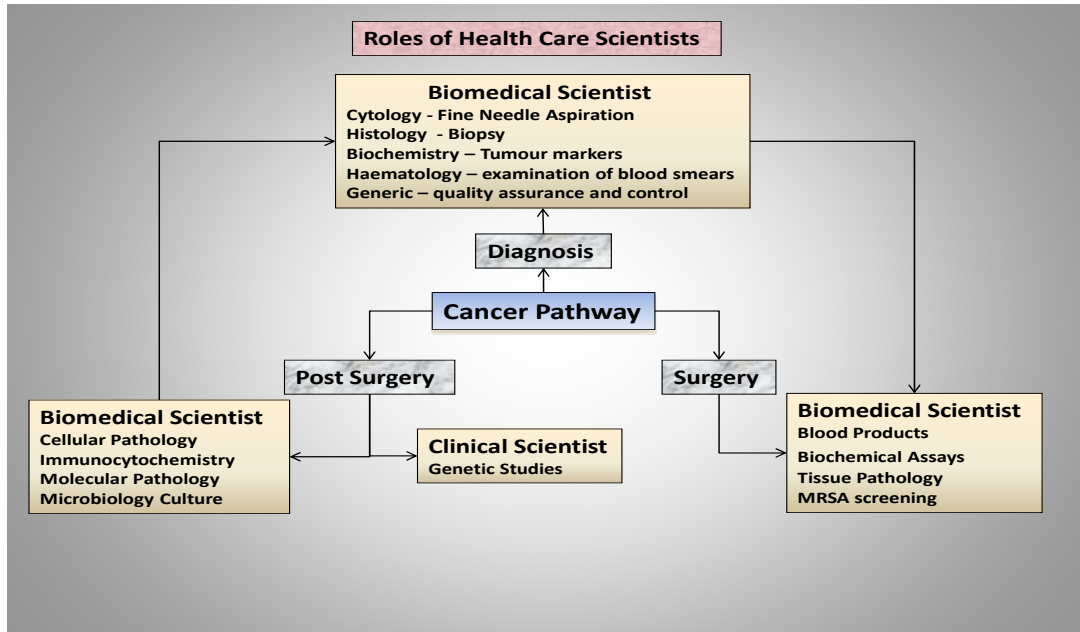 Roles of Health Care Scientists
Biomedical Scientist
Cytology - Fine Needle Aspiration
Histology - Biopsy
Biochemistry – Tumour markers
Haematology – examination of blood smears
Generic – quality assurance and control
Diagnosis
Cancer Pathway
Post Surgery
Surgery
Biomedical Scientist
Cellular Pathology
Immunocytochemistry
Molecular Pathology
Microbiology Culture
Clinical Scientist
Genetic Studies
Biomedical Scientist
Blood Products
Biochemical Assays
Tissue Pathology
MRSA screening